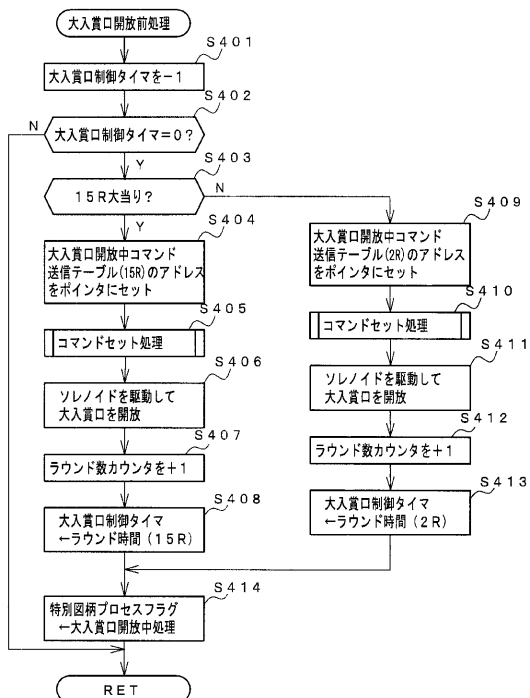 大入賞口開放前処理
S401
大入賞口制御タイマを−1
S402
N
大入賞口制御タイマ=0?
Y
S403
15R大当り?
N
Y
S404
大入賞口開放中コマンド
送信テーブル(15R)のアドレス
をポインタにセット
S405
コマンドセット処理
S406
ソレノイドを駆動して
大入賞口を開放
S407
ラウンド数カウンタを+1
S408
大入賞口制御タイマ
←ラウンド時間(15R)
S409
大入賞口開放中コマンド
送信テーブル(2R)のアドレス
をポインタにセット
S410
コマンドセット処理
S411
ソレノイドを駆動して
大入賞口を開放
S412
ラウンド数カウンタを+1
S413
大入賞口制御タイマ
←ラウンド時間(2R)
S414
特別図柄プロセスフラグ
←大入賞口開放中処理
RET